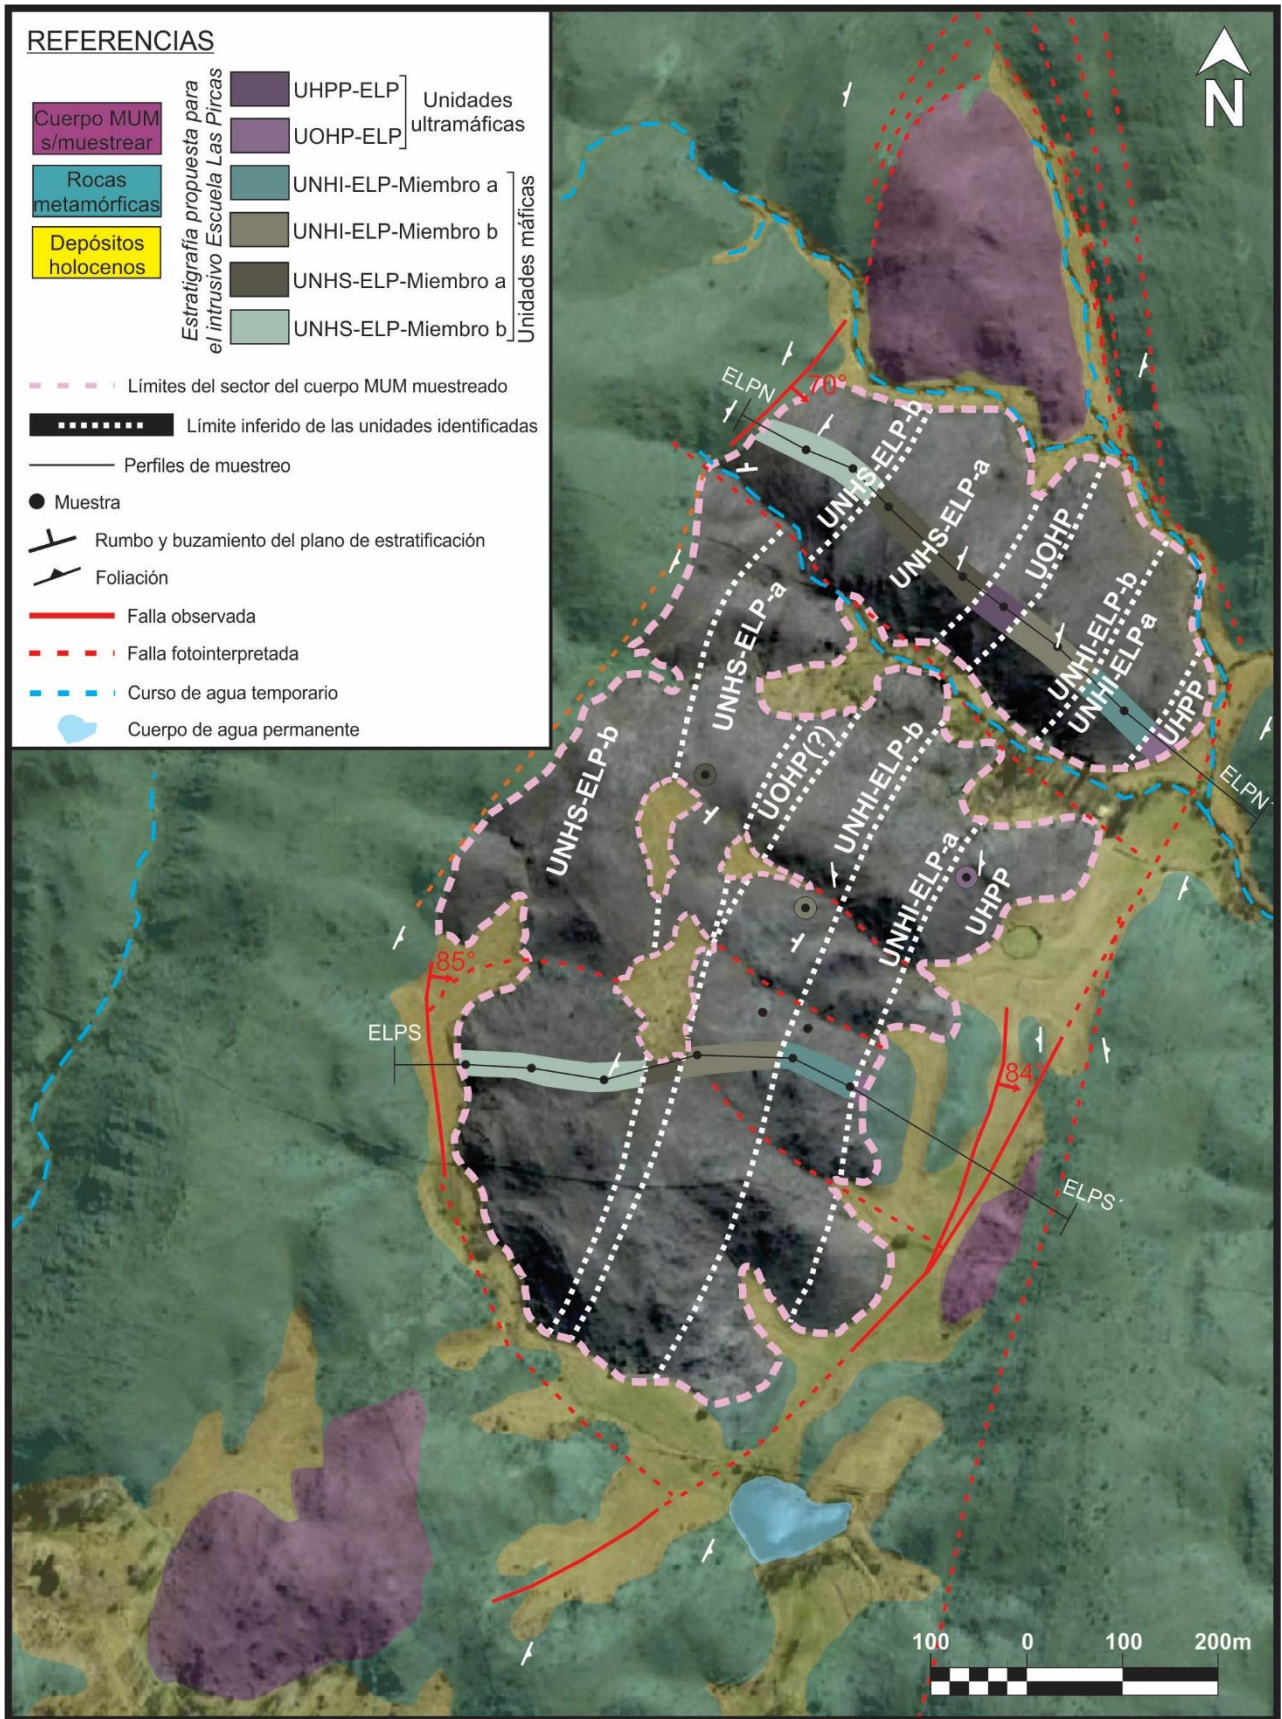 REFERENCIAS
Cuerpo MUM
s/muestrear
Rocas
metamórficas
Depósitos
holocenos
Estratigrafía propuesta para
el intrusivo Escuela Las Pircas
UHPP-ELP
UOHP-ELP
Unidades
ultramáficas
UNHI-ELP-Miembro a
UNHI-ELP-Miembro b
UNHS-ELP-Miembro a
UNHS-ELP-Miembro b
Unidades máficas
Límites del sector del cuerpo MUM muestreado
Límite inferido de las unidades identificadas
Perfiles de muestreo
Muestra
Rumbo y buzamiento del plano de estratificación
Foliación
Falla observada
Falla fotointerpretada
Curso de agua temporario
Cuerpo de agua permanente
N
ELPN
70°
UNHS-ELP-b
UNHS-ELP-a
UOHP
UNHI-ELP-b
UNHI-ELP-a
UHPP
ELPN´
UNHS-ELP-a
UNHS-ELP-b
UOHP(?)
UNHI-ELP-b
UNHI-ELP-a
UHPP
85°
ELPS
84°
ELPS´
100 0 100 200m